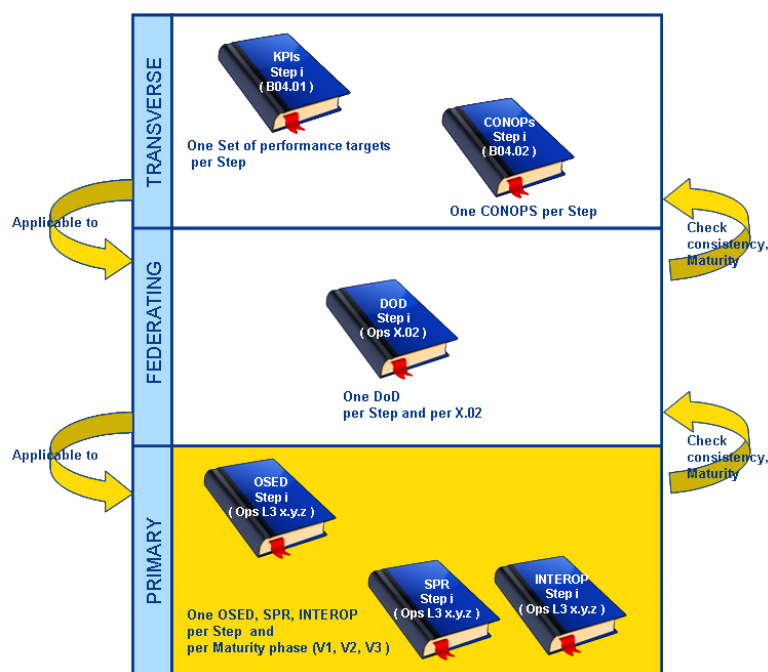 TRANSVERSE
KPIs
Step i
( B04.01 )
One Set of performance targets
per Step
CONOPs
Step i
( B04.02 )
One CONOPS per Step
Applicable to
Check
consistency,
Maturity
FEDERATING
DOD
Step i
( Ops X.02 )
One DoD
per Step and per X.02
Applicable to
Check
consistency,
Maturity
PRIMARY
OSED
Step i
( Ops L3 x.y.z )
SPR
Step i
(Ops L3 x.y.z )
INTEROP
Step i
( Ops L3 x.y.z )
One OSED, SPR, INTEROP
per Step and
per Maturity phase (V1, V2, V3 )